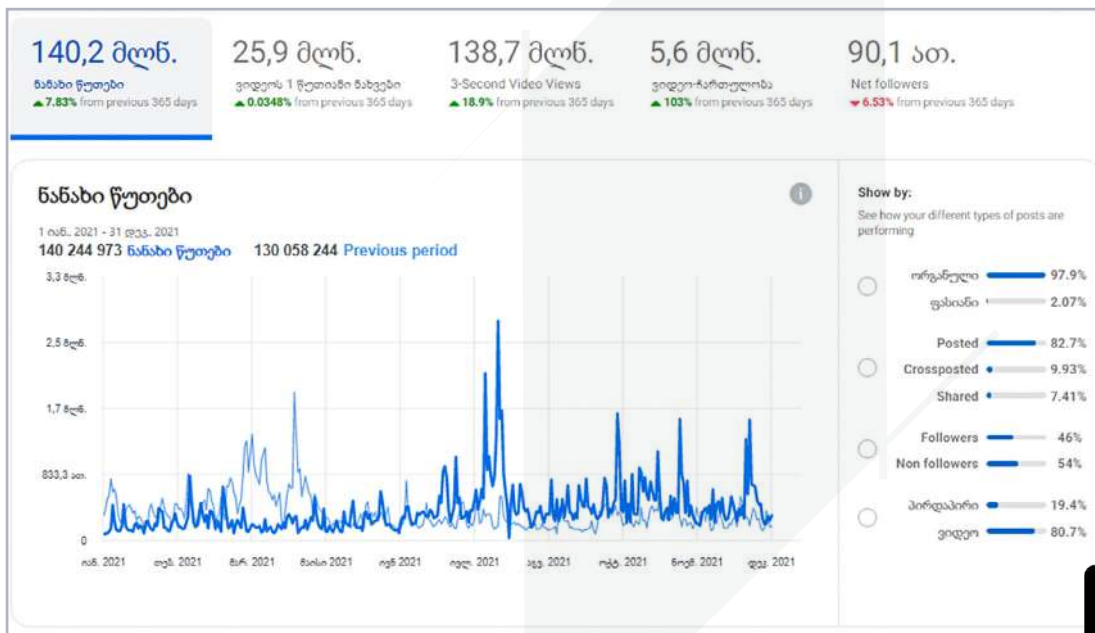 140,2 მლნ.
ნანახი წუთები
7.83% from previous 365 days
25,9 მლნ.
ვიდეოს 1 წუთიანი ნახვები
0.0348% from previous 365 days
138,7 მლნ.
3-Second Video Views
18.9% from previous 365 days
5,6 მლნ.
ვიდეო-ჩართულობა
103% from previous 365 days
90,1 ათ.
Net followers
6.53% from previous 365 days
ნანახი წუთები
1 იან., 2021 - 31 დეკ., 2021
140 244 973 ნანახი წუთები 130 058 244 Previous period
3,3 მლნ.
2,5 მლნ.
1,7 მლნ.
833,3 ათ.
0
იან. 2021 თებ. 2021 მარ. 2021 მაისი 2021 ივნ 2021 ივლ. 2021 აგვ. 2021 ოქტ. 2021 ნოემ. 2021 დეკ. 2021
Show by:
See how your different types of posts are
performing
ორგანული 97.9%
ფასიანი 2.07%
Posted 82.7%
Crossposted 9.93%
Shared 7.41%
Followers 46%
Non followers 54%
პირდაპირი 19.4%
ვიდეო 80.7%